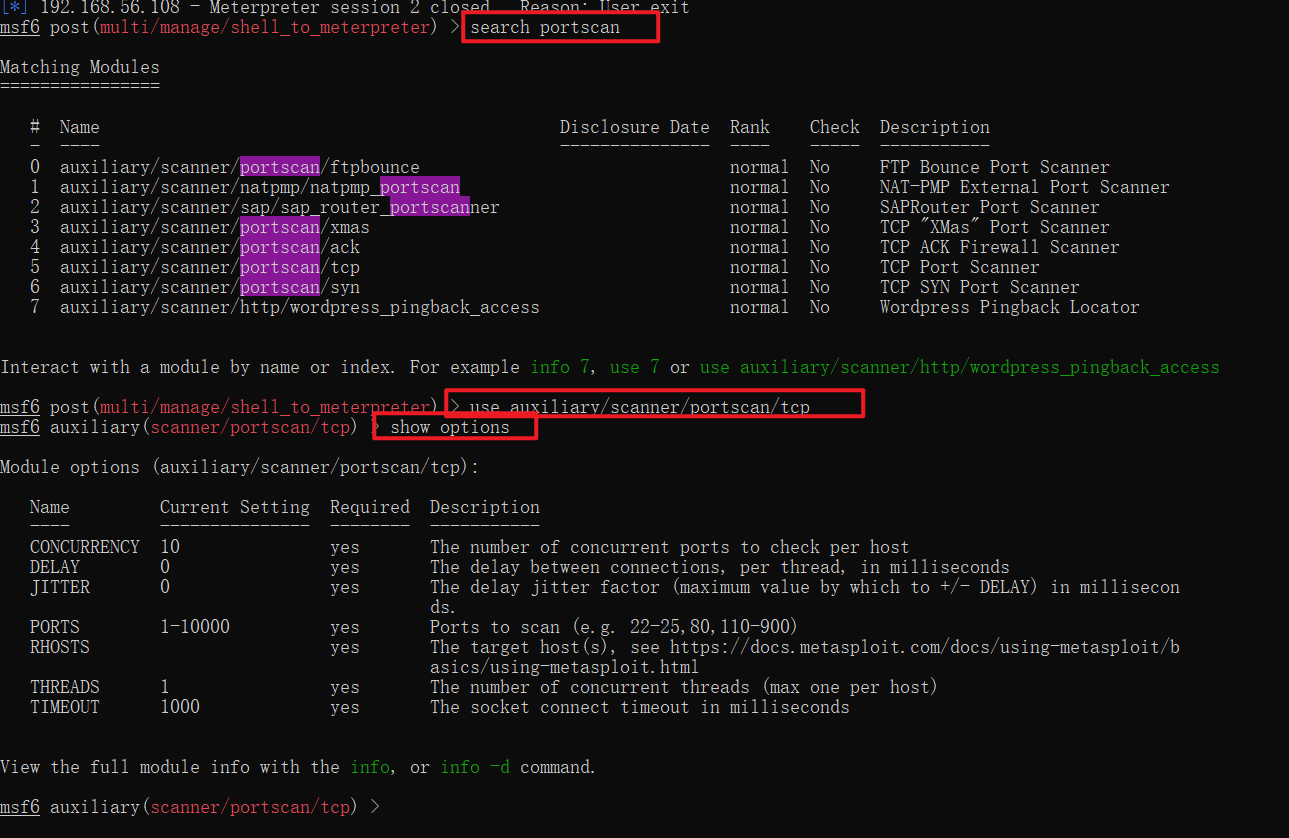 [*] 192.168.56.108 - Meterpreter session 2 closed.  Reason: User exit
msf6 post(multi/manage/shell_to_meterpreter) > search portscan
Matching Modules
================
#  Name                                              Disclosure Date  Rank    Check  Description
-  ----                                              ---------------  ----    -----  -----------
0  auxiliary/scanner/portscan/ftpbounce                               normal  No     FTP Bounce Port Scanner
1  auxiliary/scanner/natpmp/natpmp_portscan                           normal  No     NAT-PMP External Port Scanner
2  auxiliary/scanner/sap/sap_router_portscanner                       normal  No     SAPRouter Port Scanner
3  auxiliary/scanner/portscan/xmas                                    normal  No     TCP "XMas" Port Scanner
4  auxiliary/scanner/portscan/ack                                     normal  No     TCP ACK Firewall Scanner
5  auxiliary/scanner/portscan/tcp                                     normal  No     TCP Port Scanner
6  auxiliary/scanner/portscan/syn                                     normal  No     TCP SYN Port Scanner
7  auxiliary/scanner/http/wordpress_pingback_access                   normal  No     Wordpress Pingback Locator
Interact with a module by name or index. For example info 7, use 7 or use auxiliary/scanner/http/wordpress_pingback_access
msf6 post(multi/manage/shell_to_meterpreter) > use auxiliary/scanner/portscan/tcp
msf6 auxiliary(scanner/portscan/tcp) > show options
Module options (auxiliary/scanner/portscan/tcp):
Name         Current Setting  Required  Description
----         ---------------  --------  -----------
CONCURRENCY  10               yes       The number of concurrent ports to check per host
DELAY        0                yes       The delay between connections, per thread, in milliseconds
JITTER       0                yes       The delay jitter factor (maximum value by which to +/- DELAY) in millisecon
ds.
PORTS        1-10000          yes       Ports to scan (e.g. 22-25,80,110-900)
RHOSTS                        yes       The target host(s), see https://docs.metasploit.com/docs/using-metasploit/b
asics/using-metasploit.html
THREADS      1                yes       The number of concurrent threads (max one per host)
TIMEOUT      1000             yes       The socket connect timeout in milliseconds
View the full module info with the info, or info -d command.
msf6 auxiliary(scanner/portscan/tcp) >